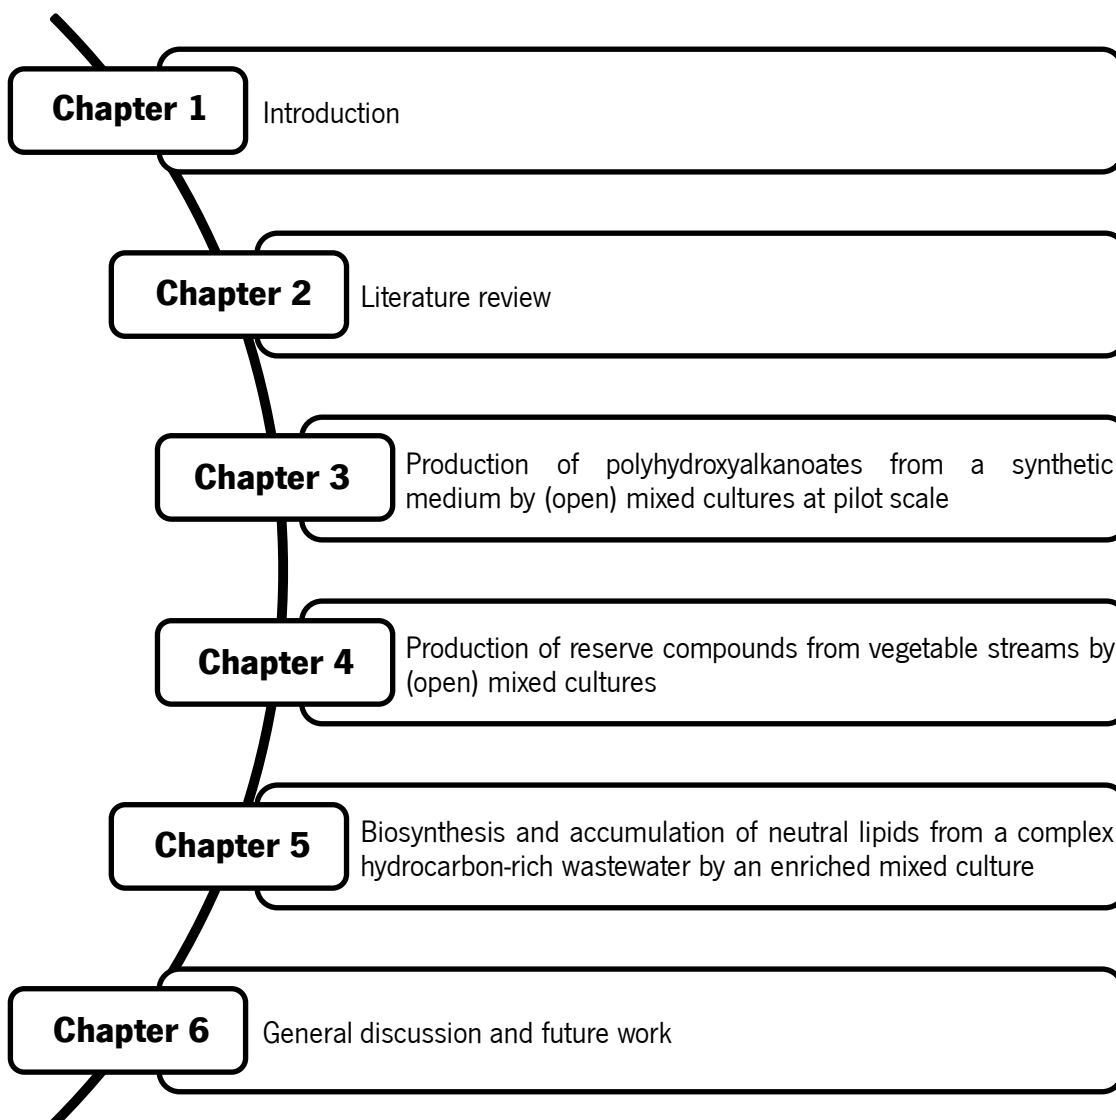 Chapter 1
Introduction
Chapter 2
Literature review
Chapter 3
Production of polyhydroxyalkanoates from a synthetic
medium by (open) mixed cultures at pilot scale
Chapter 4
Production of reserve compounds from vegetable streams by
(open) mixed cultures
Chapter 5
Biosynthesis and accumulation of neutral lipids from a complex
hydrocarbon-rich wastewater by an enriched mixed culture
Chapter 6
General discussion and future work